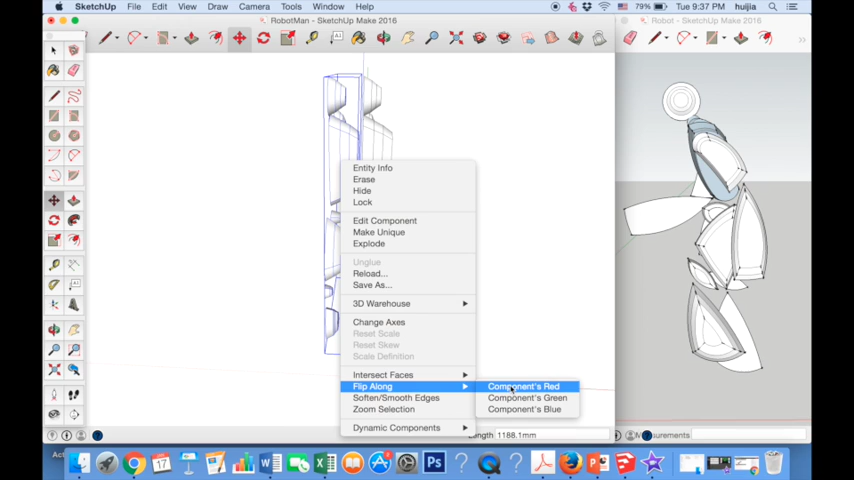 SketchUp File Edit View Draw Camera Tools Window Help 79% Tue 9:37 PM huijia
RobotMan - SketchUp Make 2016
Robot - SketchUp Make 2016
Entity Info
Erase
Hide
Lock
Edit Component
Make Unique
Explode
Unglue
Reload...
Save As...
3D Warehouse
Change Axes
Reset Scale
Reset Skew
Scale Definition
Intersect Faces
Flip Along
Component's Red
Soften/Smooth Edges
Component's Green
Zoom Selection
Component's Blue
Dynamic Components
Length 1188.1mm
Measurements
17
Ps